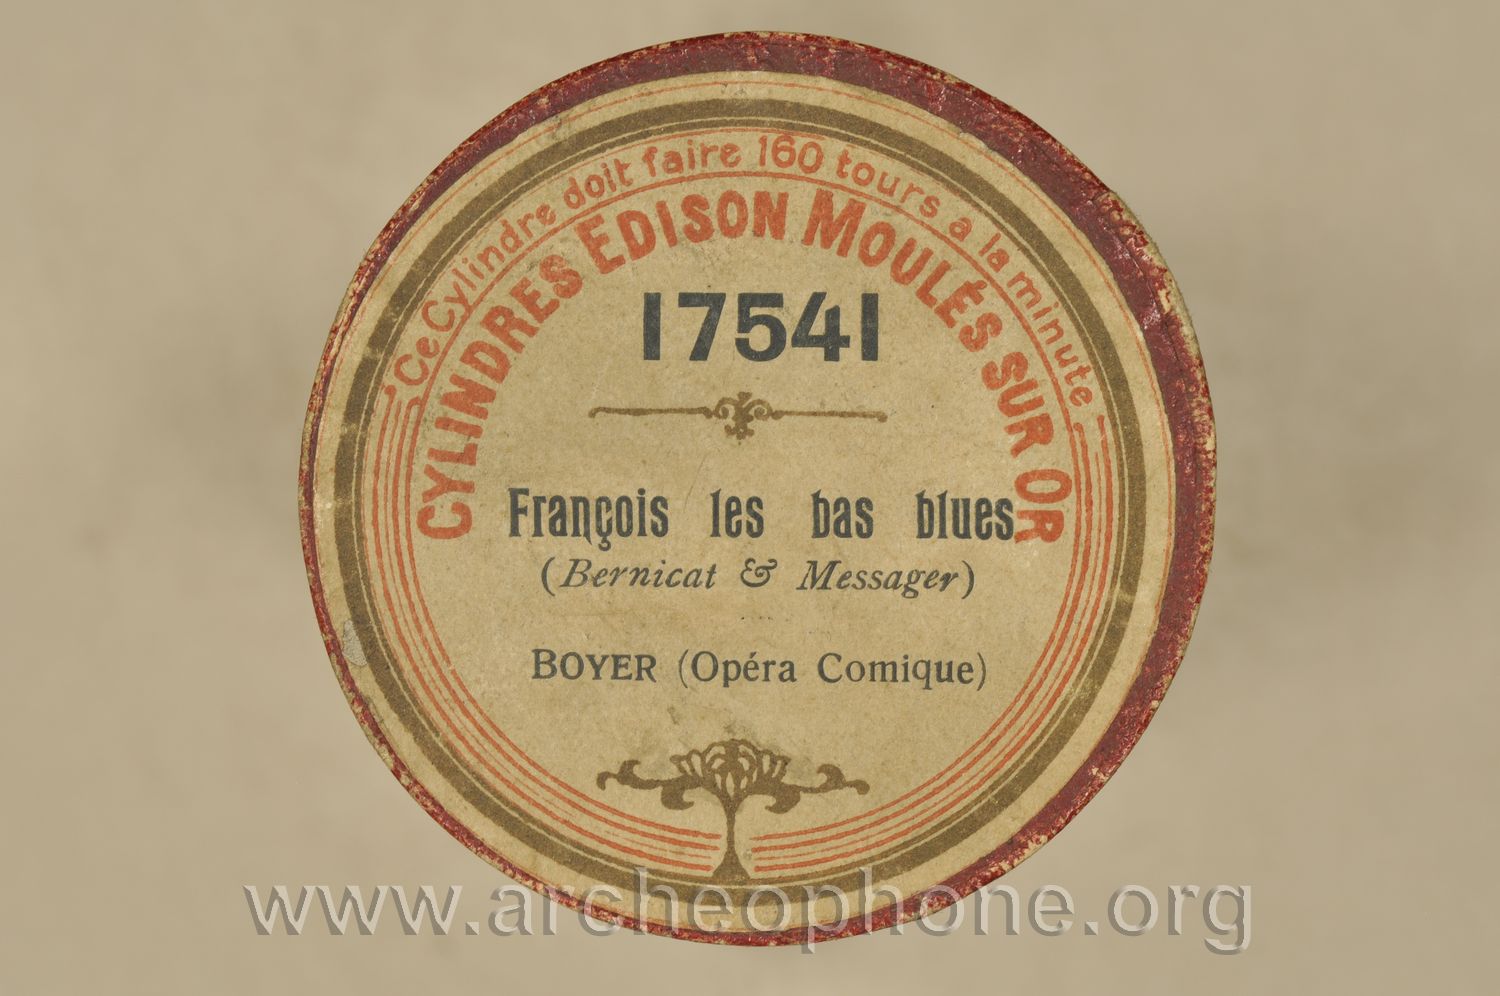 Ce Cylindre doit faire 160 tours a la minute
CYLINDRES EDISON MOULÉS SUR OR
17541
François les bas blues
(Bernicat & Messager)
BOYER (Opéra Comique)
www.archeophone.org